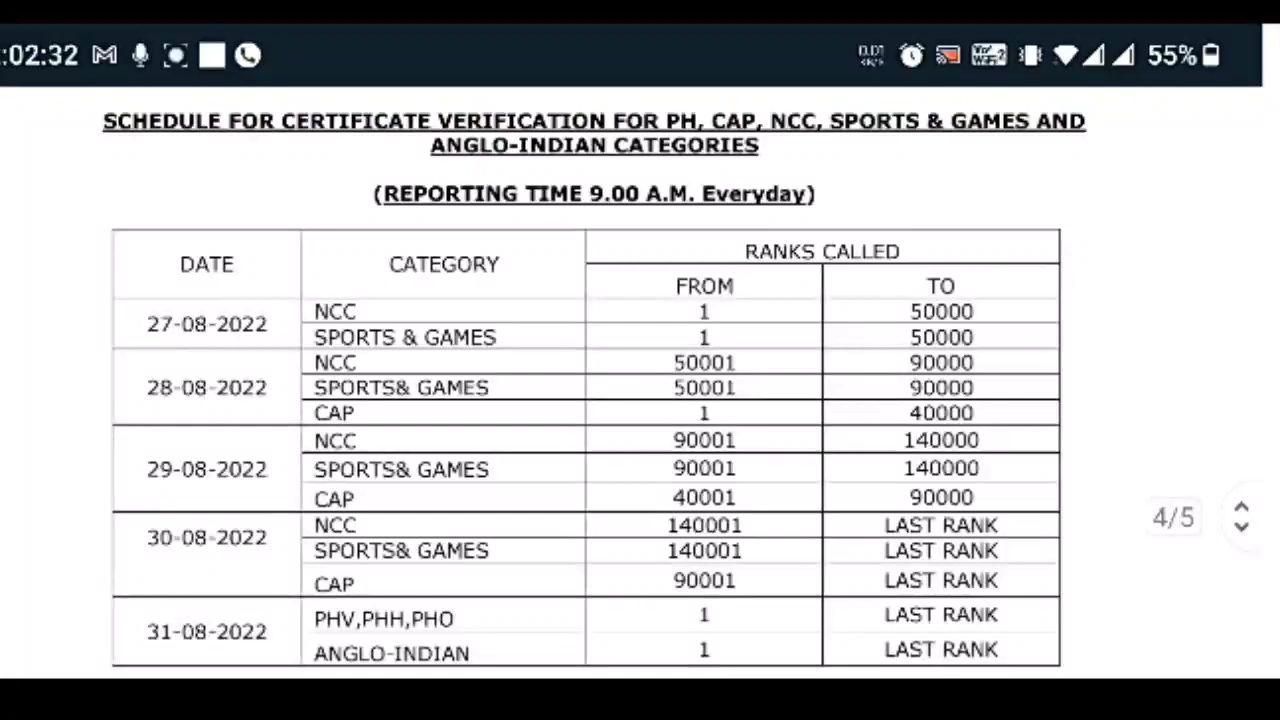 :02:32
55%
SCHEDULE FOR CERTIFICATE VERIFICATION FOR PH, CAP, NCC, SPORTS & GAMES AND
ANGLO-INDIAN CATEGORIES
(REPORTING TIME 9.00 A.M. Everyday)
DATE CATEGORY RANKS CALLED
FROM TO
27-08-2022 NCC 1 50000
SPORTS & GAMES 1 50000
28-08-2022 NCC 50001 90000
SPORTS& GAMES 50001 90000
CAP 1 40000
29-08-2022 NCC 90001 140000
SPORTS& GAMES 90001 140000
CAP 40001 90000
30-08-2022 NCC 140001 LAST RANK
SPORTS& GAMES 140001 LAST RANK
CAP 90001 LAST RANK
31-08-2022 PHV,PHH,PHO 1 LAST RANK
ANGLO-INDIAN 1 LAST RANK
4/5